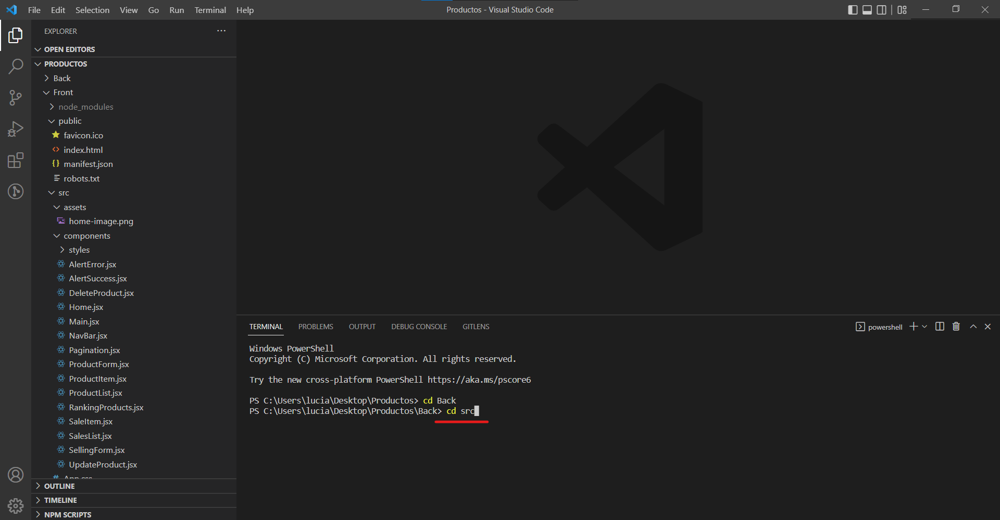 File Edit Selection View Go Run Terminal Help
Productos - Visual Studio Code
EXPLORER
OPEN EDITORS
PRODUCTOS
Back
Front
node_modules
public
favicon.ico
index.html
manifest.json
robots.txt
src
assets
home-image.png
components
styles
AlertError.jsx
AlertSuccess.jsx
DeleteProduct.jsx
Home.jsx
Main.jsx
NavBar.jsx
Pagination.jsx
ProductForm.jsx
ProductItem.jsx
ProductList.jsx
RankingProducts.jsx
SaleItem.jsx
SalesList.jsx
SellingForm.jsx
UpdateProduct.jsx
App.css
OUTLINE
TIMELINE
NPM SCRIPTS
TERMINAL PROBLEMS OUTPUT DEBUG CONSOLE GITLENS
powershell
Windows PowerShell
Copyright (C) Microsoft Corporation. All rights reserved.
Try the new cross-platform PowerShell https://aka.ms/pscore6
PS C:\Users\lucia\Desktop\Productos> cd Back
PS C:\Users\lucia\Desktop\Productos\Back> cd src